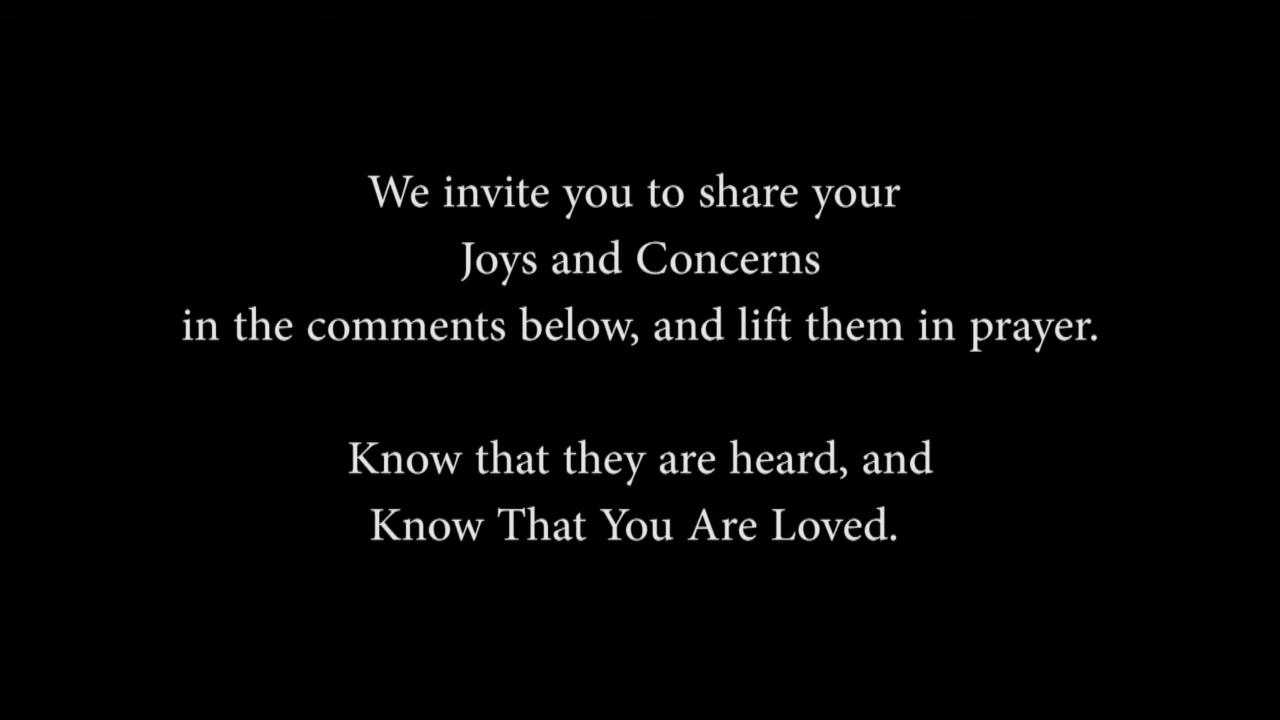 We invite you to share your
Joys and Concerns
in the comments below, and lift them in prayer.
Know that they are heard, and
Know That You Are Loved.